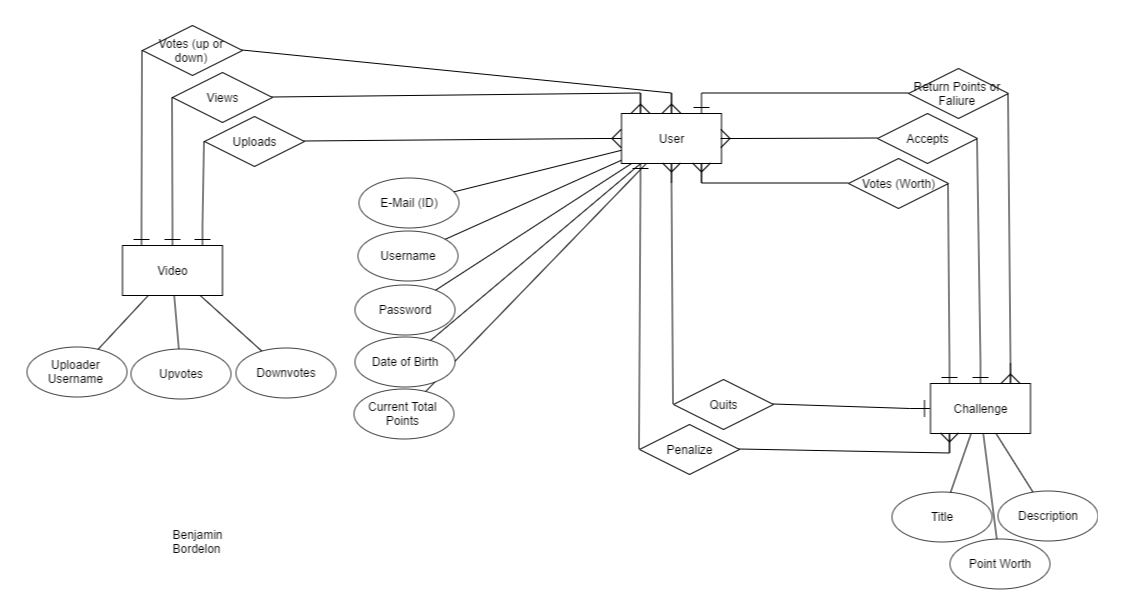 Votes (up or
down)
Views
Uploads
User
Return Points or
Faliure
Accepts
Votes (Worth)
E-Mail (ID)
Username
Password
Date of Birth
Current Total
Points
Video
Uploader
Username
Upvotes
Downvotes
Quits
Penalize
Challenge
Title
Description
Point Worth
Benjamin
Bordelon